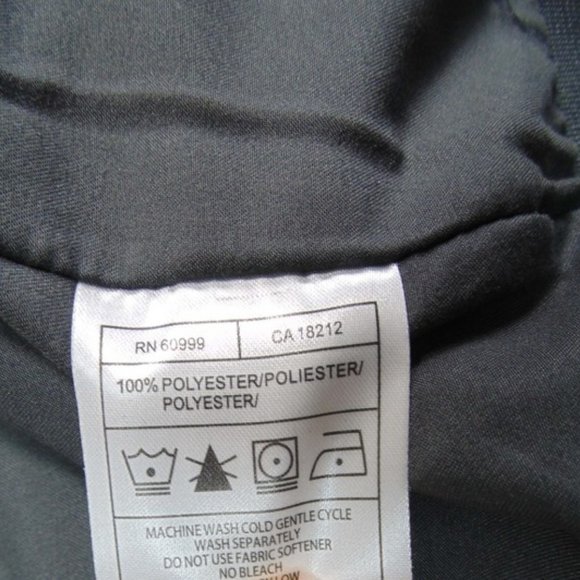 RN 60999
CA 18212
100% POLYESTER/POLIESTER/
POLYESTER/
MACHINE WASH COLD GENTLE CYCLE
WASH SEPARATELY
DO NOT USE FABRIC SOFTENER
NO BLEACH
LOW